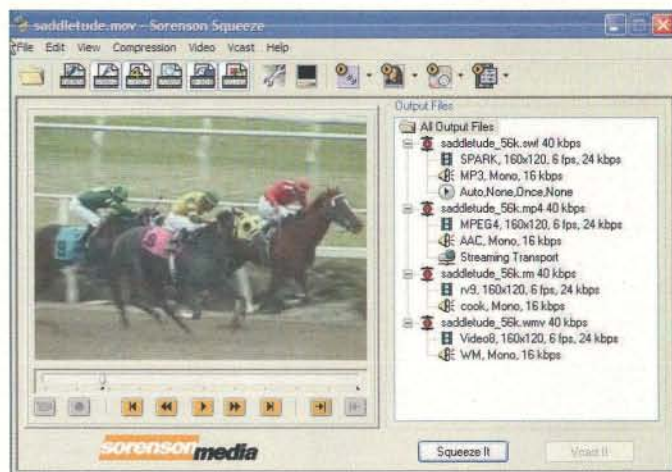 saddletude.mov - Sorenson Squeeze
File Edit View Compression Video Vcast Help
Output Files
All Output Files
saddletude_56k.swf 40 kbps
SPARK, 160x120, 6 fps, 24 kbps
MP3, Mono, 16 kbps
Auto,None,Once,None
saddletude_56k.mp4 40 kbps
MPEG4, 160x120, 6 fps, 24 kbps
AAC, Mono, 16 kbps
Streaming Transport
saddletude_56k.rm 40 kbps
rv9, 160x120, 6 fps, 24 kbps
cook, Mono, 16 kbps
saddletude_56k.wmv 40 kbps
Video8, 160x120, 6 fps, 24 kbps
WM, Mono, 16 kbps
sorensonmedia
Squeeze It
Vcast It